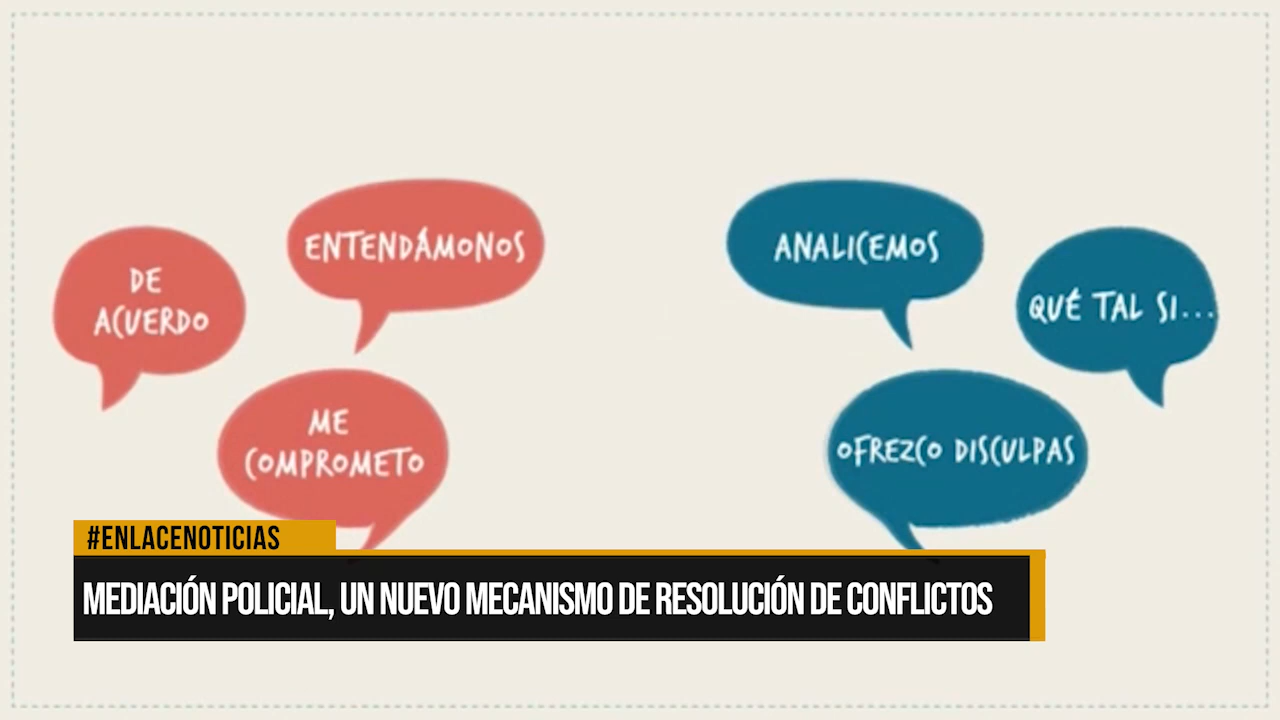 DE
ACUERDO
ENTENDÁMONOS
ME
COMPROMETO
ANALICEMOS
QUÉ TAL SI...
OFREZCO DISCULPAS
#ENLACENOTICIAS
MEDIACIÓN POLICIAL, UN NUEVO MECANISMO DE RESOLUCIÓN DE CONFLICTOS